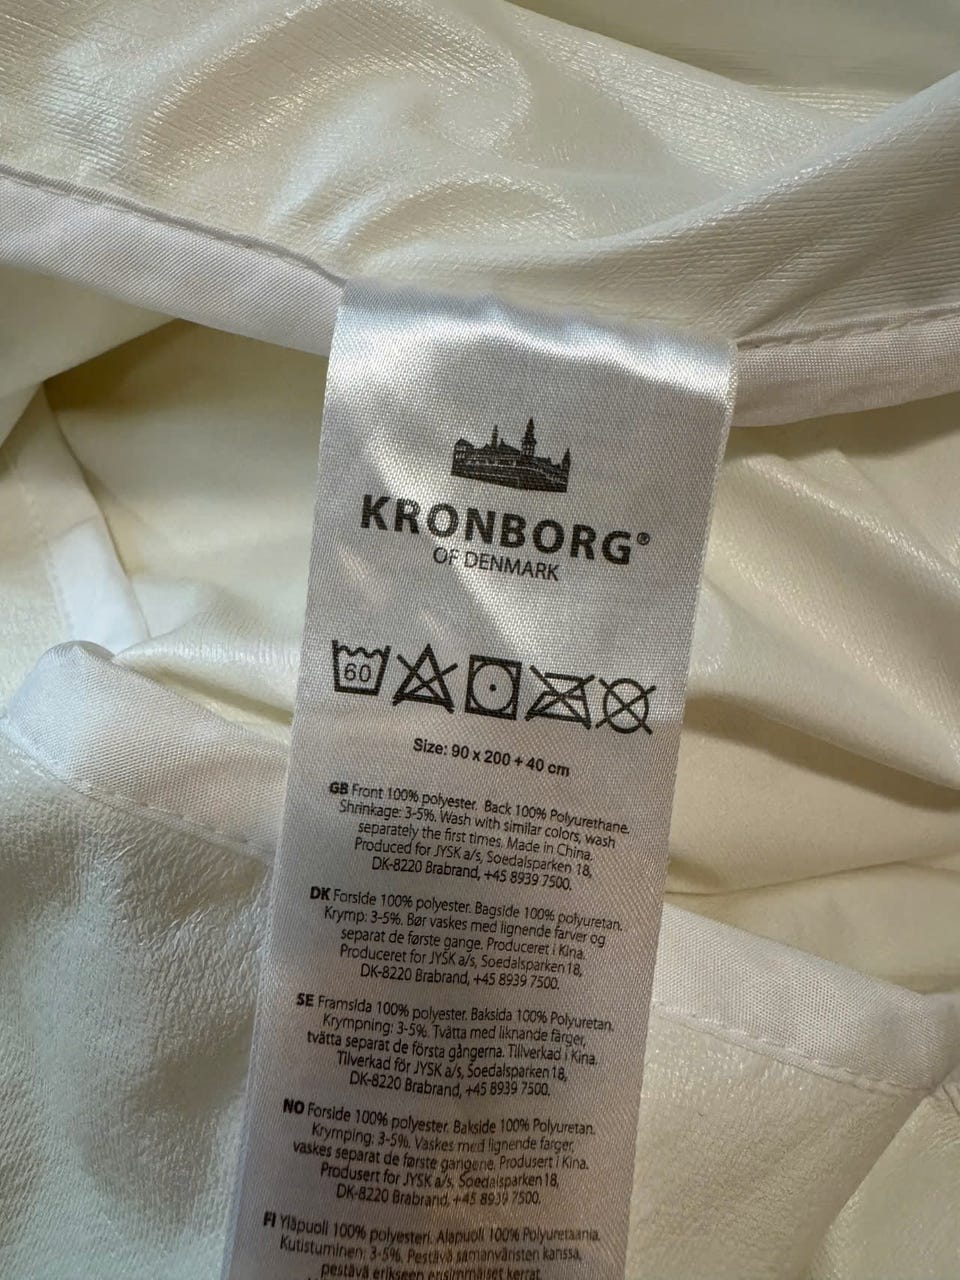 KRONBORG®
OF DENMARK
60
Size: 90 x 200 + 40 cm
GB Front 100% polyester. Back 100% Polyurethane.
Shrinkage: 3-5%. Wash with similar colors, wash
separately the first times. Made in China.
Produced for JYSK a/s, Soedalsparken 18,
DK-8220 Brabrand, +45 8939 7500.
DK Forside 100% polyester. Bagside 100% polyuretan.
Krymp: 3-5%. Bør vaskes med lignende farver og
separat de første gange. Produceret i Kina.
Produceret for JYSK a/s, Soedalsparken 18,
DK-8220 Brabrand, +45 8939 7500.
SE Framsida 100% polyester. Baksida 100% Polyuretan.
Krympning: 3-5%. Tvätta med liknande färger,
tvätta separat de första gångerna. Tillverkad i Kina.
Tillverkad för JYSK a/s, Soedalsparken 18,
DK-8220 Brabrand, +45 8939 7500.
NO Forside 100% polyester. Bakside 100% Polyuretan.
Krymping: 3-5%. Vaskes med lignende farger,
vaskes separat de første gangene. Produsert i Kina.
Produsert for JYSK a/s, Soedalsparken 18,
DK-8220 Brabrand, +45 8939 7500.
FI Yläpuoli 100% polyesteri. Alapuoli 100% Polyuretaania.
Kutistuminen: 3-5%. Pestävä samanväristen kanssa,
pestävä erikseen ensimmäiset kerrat.